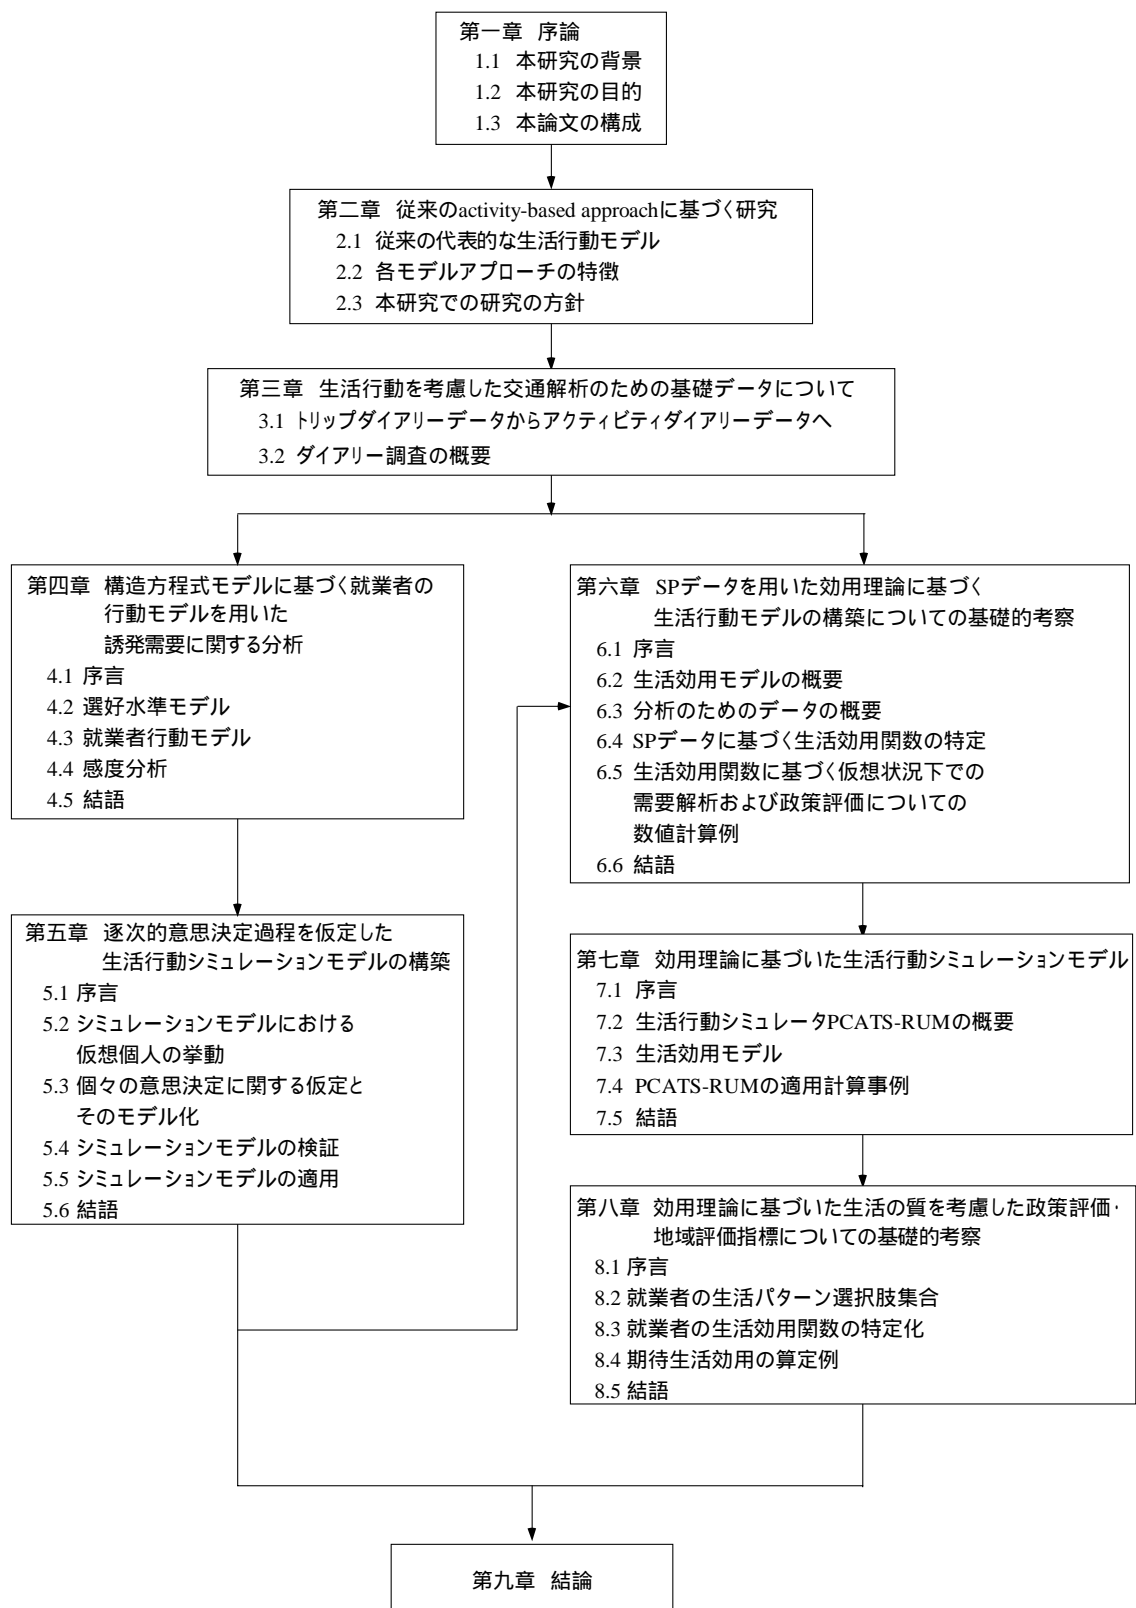 第一章 序論
1.1 本研究の背景
1.2 本研究の目的
1.3 本論文の構成
第二章 従来のactivity-based approachに基づく研究
2.1 従来の代表的な生活行動モデル
2.2 各モデルアプローチの特徴
2.3 本研究での研究の方針
第三章 生活行動を考慮した交通解析のための基礎データについて
3.1 トリップダイアリーデータからアクティビティダイアリーデータへ
3.2 ダイアリー調査の概要
第四章 構造方程式モデルに基づく就業者の
行動モデルを用いた
誘発需要に関する分析
4.1 序言
4.2 選好水準モデル
4.3 就業者行動モデル
4.4 感度分析
4.5 結語
第五章 逐次的意思決定過程を仮定した
生活行動シミュレーションモデルの構築
5.1 序言
5.2 シミュレーションモデルにおける
仮想個人の挙動
5.3 個々の意思決定に関する仮定と
そのモデル化
5.4 シミュレーションモデルの検証
5.5 シミュレーションモデルの適用
5.6 結語
第六章 SPデータを用いた効用理論に基づく
生活行動モデルの構築についての基礎的考察
6.1 序言
6.2 生活効用モデルの概要
6.3 分析のためのデータの概要
6.4 SPデータに基づく生活効用関数の特定
6.5 生活効用関数に基づく仮想状況下での
需要解析および政策評価についての
数値計算例
6.6 結語
第七章 効用理論に基づいた生活行動シミュレーションモデル
7.1 序言
7.2 生活行動シミュレータPCATS-RUMの概要
7.3 生活効用モデル
7.4 PCATS-RUMの適用計算事例
7.5 結語
第八章 効用理論に基づいた生活の質を考慮した政策評価・
地域評価指標についての基礎的考察
8.1 序言
8.2 就業者の生活パターン選択肢集合
8.3 就業者の生活効用関数の特定化
8.4 期待生活効用の算定例
8.5 結語
第九章 結論